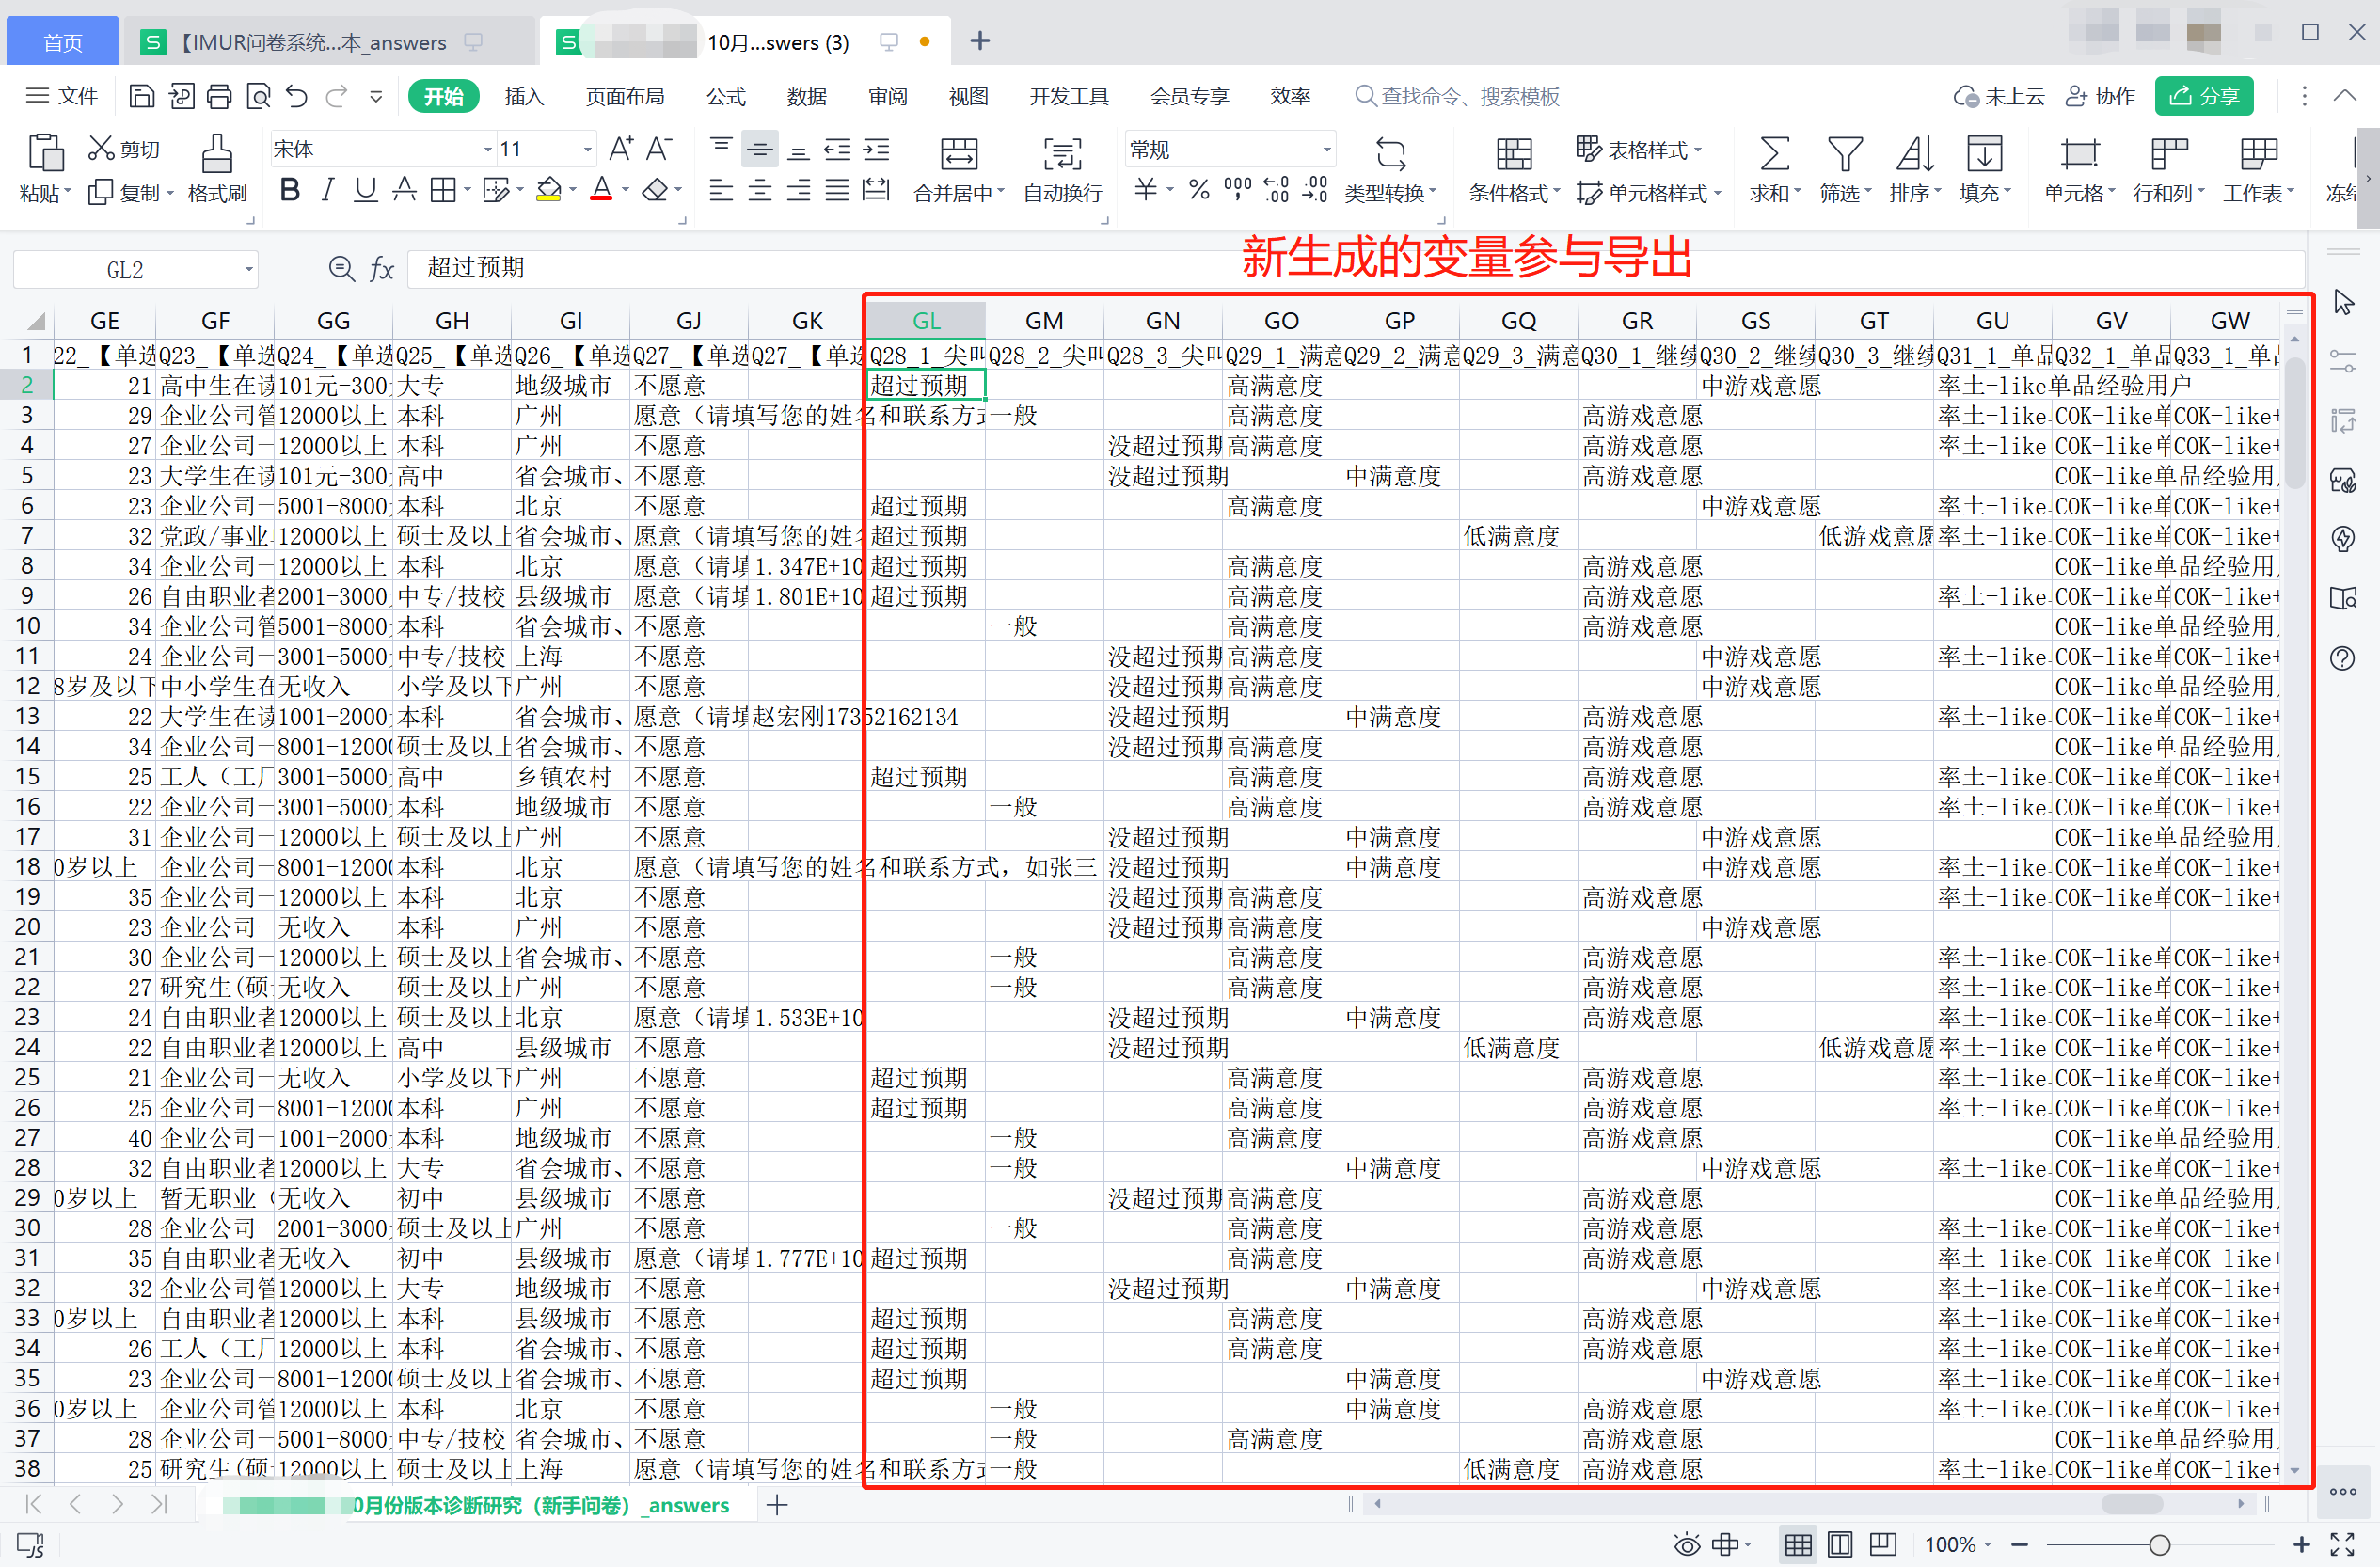 首页 【IMUR问卷系统...本_answers 10月...swers (3)
文件 开始 插入 页面布局 公式 数据 审阅 视图 开发工具 会员专享 效率 查找命令、搜索模板 未上云 协作 分享
粘贴 剪切 复制 格式刷 宋体 11 合并居中 自动换行 常规 类型转换 条件格式 表格样式 单元格样式 求和 筛选 排序 填充 单元格 行和列 工作表
新生成的变量参与导出
GL2 fx 超过预期
GE GF GG GH GI GJ GK GL GM GN GO GP GQ GR GS GT GU GV GW
1 22_【单选 Q23_【单选 Q24_【单选 Q25_【单选 Q26_【单选 Q27_【单选 Q27_【单选 Q28_1_尖叫 Q28_2_尖叫 Q28_3_尖叫 Q29_1_满意 Q29_2_满意 Q29_3_满意 Q30_1_继续 Q30_2_继续 Q30_3_继续 Q31_1_单品 Q32_1_单品 Q33_1_单品
2 21 高中生在读 101元-300 大专 地级城市 不愿意 超过预期 高满意度 中游戏意愿 率土-like单品经验用户
3 29 企业公司管 12000以上 本科 广州 愿意（请填写您的姓名和联系方式 一般 高满意度 高游戏意愿 率土-like COK-like单 COK-like+
4 27 企业公司一 12000以上 本科 广州 不愿意 没超过预期 高满意度 高游戏意愿 率土-like COK-like单 COK-like+
5 23 大学生在读 101元-300 高中 省会城市、 不愿意 没超过预期 中满意度 高游戏意愿 COK-like单品经验用
6 23 企业公司一 5001-8000 本科 北京 不愿意 超过预期 高满意度 中游戏意愿 率土-like COK-like单 COK-like+
7 32 党政/事业 12000以上 硕士及以上 省会城市、 愿意（请填写您的姓名 超过预期 低满意度 低游戏意愿 率土-like COK-like单 COK-like+
8 34 企业公司一 12000以上 本科 北京 愿意（请填 1.347E+10 超过预期 高满意度 高游戏意愿 COK-like单品经验用
9 26 自由职业者 2001-3000 中专/技校 县级城市 愿意（请填 1.801E+10 超过预期 高满意度 高游戏意愿 率土-like COK-like单 COK-like+
10 34 企业公司管 5001-8000 本科 省会城市、 不愿意 一般 高满意度 高游戏意愿 COK-like单品经验用
11 24 企业公司一 3001-5000 中专/技校 上海 不愿意 没超过预期 高满意度 中游戏意愿 率土-like COK-like单 COK-like+
12 8岁及以下 中小学生在 无收入 小学及以下 广州 不愿意 没超过预期 高满意度 中游戏意愿 COK-like单品经验用
13 22 大学生在读 1001-2000 本科 省会城市、 愿意（请填 赵宏刚17352162134 没超过预期 中满意度 高游戏意愿 率土-like COK-like单 COK-like+
14 34 企业公司一 8001-12000 硕士及以上 省会城市、 不愿意 没超过预期 高满意度 高游戏意愿 COK-like单品经验用
15 25 工人（工厂 3001-5000 高中 乡镇农村 不愿意 超过预期 高满意度 高游戏意愿 率土-like COK-like单 COK-like+
16 22 企业公司一 3001-5000 本科 地级城市 不愿意 一般 高满意度 高游戏意愿 率土-like COK-like单 COK-like+
17 31 企业公司一 12000以上 硕士及以上 广州 不愿意 没超过预期 中满意度 中游戏意愿 COK-like单品经验用
18 0岁以上 企业公司一 8001-12000 本科 北京 愿意（请填写您的姓名和联系方式，如张三 没超过预期 中满意度 中游戏意愿 率土-like COK-like单 COK-like+
19 35 企业公司一 12000以上 本科 北京 不愿意 没超过预期 高满意度 高游戏意愿 率土-like COK-like单 COK-like+
20 23 企业公司一 无收入 本科 广州 不愿意 没超过预期 高满意度 中游戏意愿
21 30 企业公司一 12000以上 硕士及以上 省会城市、 不愿意 一般 高满意度 高游戏意愿 率土-like COK-like单 COK-like+
22 27 研究生(硕 无收入 硕士及以上 广州 不愿意 一般 高满意度 高游戏意愿 率土-like COK-like单 COK-like+
23 24 自由职业者 12000以上 硕士及以上 北京 愿意（请填 1.533E+10 没超过预期 中满意度 高游戏意愿 率土-like COK-like单 COK-like+
24 22 自由职业者 12000以上 高中 县级城市 不愿意 没超过预期 低满意度 低游戏意愿 率土-like COK-like单 COK-like+
25 21 企业公司一 无收入 小学及以下 广州 不愿意 超过预期 高满意度 高游戏意愿 率土-like COK-like单 COK-like+
26 25 企业公司一 8001-12000 本科 广州 不愿意 超过预期 高满意度 高游戏意愿 率土-like COK-like单 COK-like+
27 40 企业公司一 1001-2000 本科 地级城市 不愿意 一般 高满意度 高游戏意愿 COK-like单品经验用
28 32 自由职业者 12000以上 大专 省会城市、 不愿意 一般 中满意度 中游戏意愿 率土-like COK-like单 COK-like+
29 0岁以上 暂无职业（ 无收入 初中 县级城市 不愿意 没超过预期 高满意度 高游戏意愿 COK-like单品经验用
30 28 企业公司一 2001-3000 硕士及以上 广州 不愿意 一般 高满意度 高游戏意愿 率土-like COK-like单 COK-like+
31 35 自由职业者 无收入 初中 县级城市 愿意（请填 1.777E+10 超过预期 高满意度 高游戏意愿 率土-like COK-like单 COK-like+
32 32 企业公司管 12000以上 大专 地级城市 不愿意 没超过预期 中满意度 中游戏意愿 率土-like COK-like单 COK-like+
33 0岁以上 自由职业者 12000以上 本科 县级城市 不愿意 超过预期 高满意度 高游戏意愿 率土-like COK-like单 COK-like+
34 26 工人（工厂 12000以上 本科 省会城市、 不愿意 超过预期 高满意度 高游戏意愿 率土-like COK-like单 COK-like+
35 23 企业公司一 8001-12000 硕士及以上 省会城市、 不愿意 超过预期 中满意度 中游戏意愿 率土-like COK-like单 COK-like+
36 0岁以上 企业公司管 12000以上 本科 北京 不愿意 一般 中满意度 高游戏意愿 率土-like COK-like单 COK-like+
37 28 企业公司一 5001-8000 中专/技校 省会城市、 不愿意 一般 高满意度 高游戏意愿 COK-like单品经验用
38 25 研究生(硕 12000以上 硕士及以上 上海 愿意（请填写您的姓名和联系方式 一般 低满意度 高游戏意愿 率土-like COK-like单 COK-like+
0月份版本诊断研究（新手问卷）_answers
100%